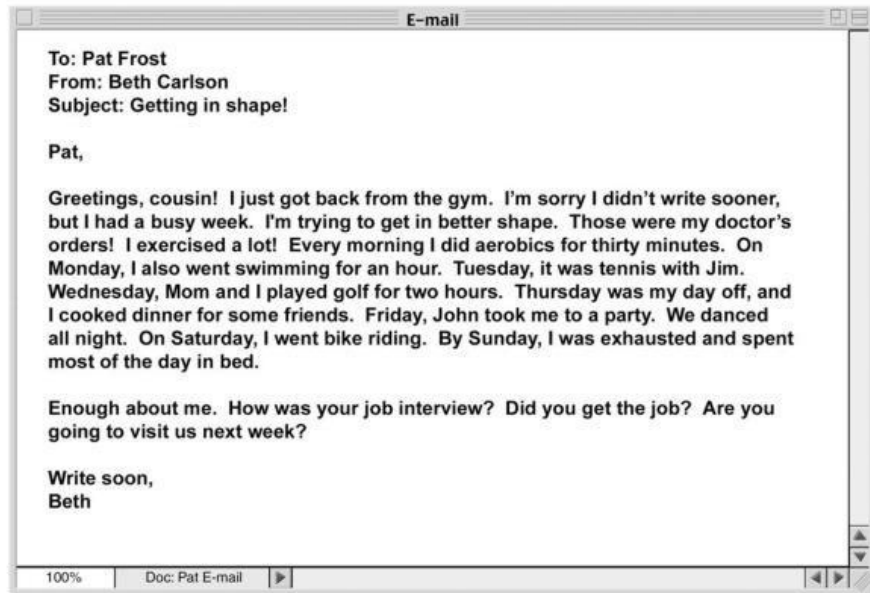 E-mail
To: Pat Frost
From: Beth Carlson
Subject: Getting in shape!
Pat,
Greetings, cousin!  I just got back from the gym.  I'm sorry I didn't write sooner,
but I had a busy week.  I'm trying to get in better shape.  Those were my doctor's
orders!  I exercised a lot!  Every morning I did aerobics for thirty minutes.  On
Monday, I also went swimming for an hour.  Tuesday, it was tennis with Jim.
Wednesday, Mom and I played golf for two hours.  Thursday was my day off, and
I cooked dinner for some friends.  Friday, John took me to a party.  We danced
all night.  On Saturday, I went bike riding.  By Sunday, I was exhausted and spent
most of the day in bed.
Enough about me.  How was your job interview?  Did you get the job?  Are you
going to visit us next week?
Write soon,
Beth
100% Doc: Pat E-mail